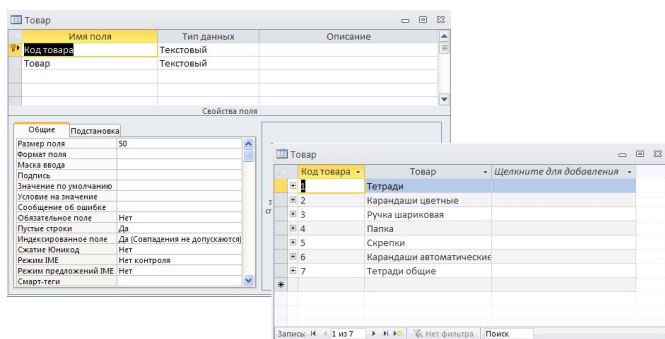 Товар
Имя поля Тип данных Описание
Код товара Текстовый
Товар Текстовый
Свойства поля
Общие Подстановка
Размер поля 50
Формат поля
Маска ввода
Подпись
Значение по умолчанию
Условие на значение
Сообщение об ошибке
Обязательное поле Нет
Пустые строки Да
Индексированное поле Да (Совпадения не допускаются)
Сжатие Юникод Нет
Режим IME Нет контроля
Режим предложений IME Нет
Смарт-теги
Товар
Код товара Товар Щелкните для добавления
1 Тетради
2 Карандаши цветные
3 Ручка шариковая
4 Папка
5 Скрепки
6 Карандаши автоматические
7 Тетради общие
Запись: 1 из 7 Нет фильтра Поиск